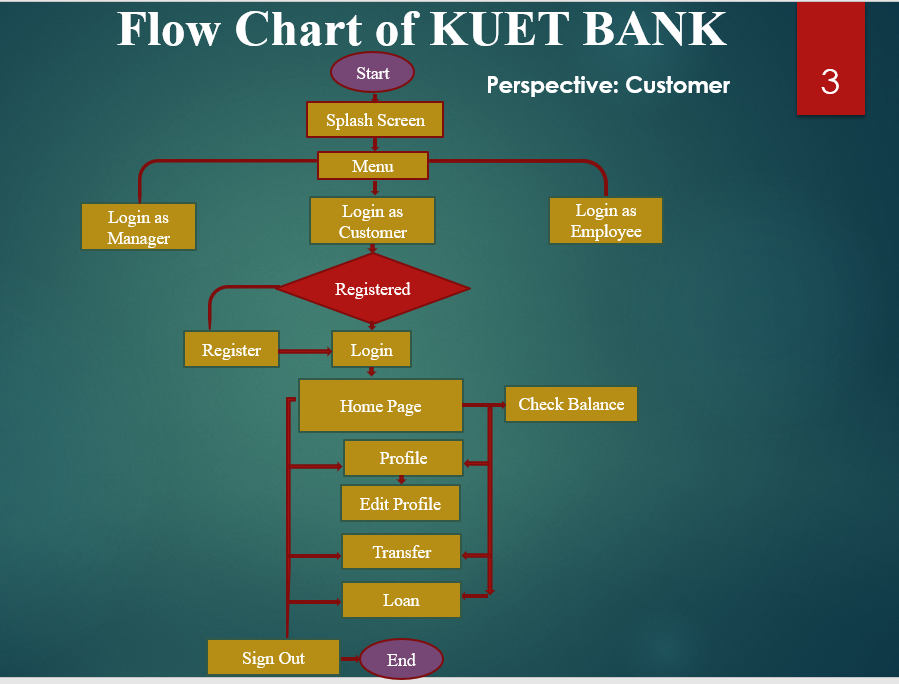 Flow Chart of KUET BANK
3
Start
Perspective: Customer
Splash Screen
Menu
Login as
Manager
Login as
Customer
Login as
Employee
Registered
Register
Login
Home Page
Check Balance
Profile
Edit Profile
Transfer
Loan
Sign Out
End